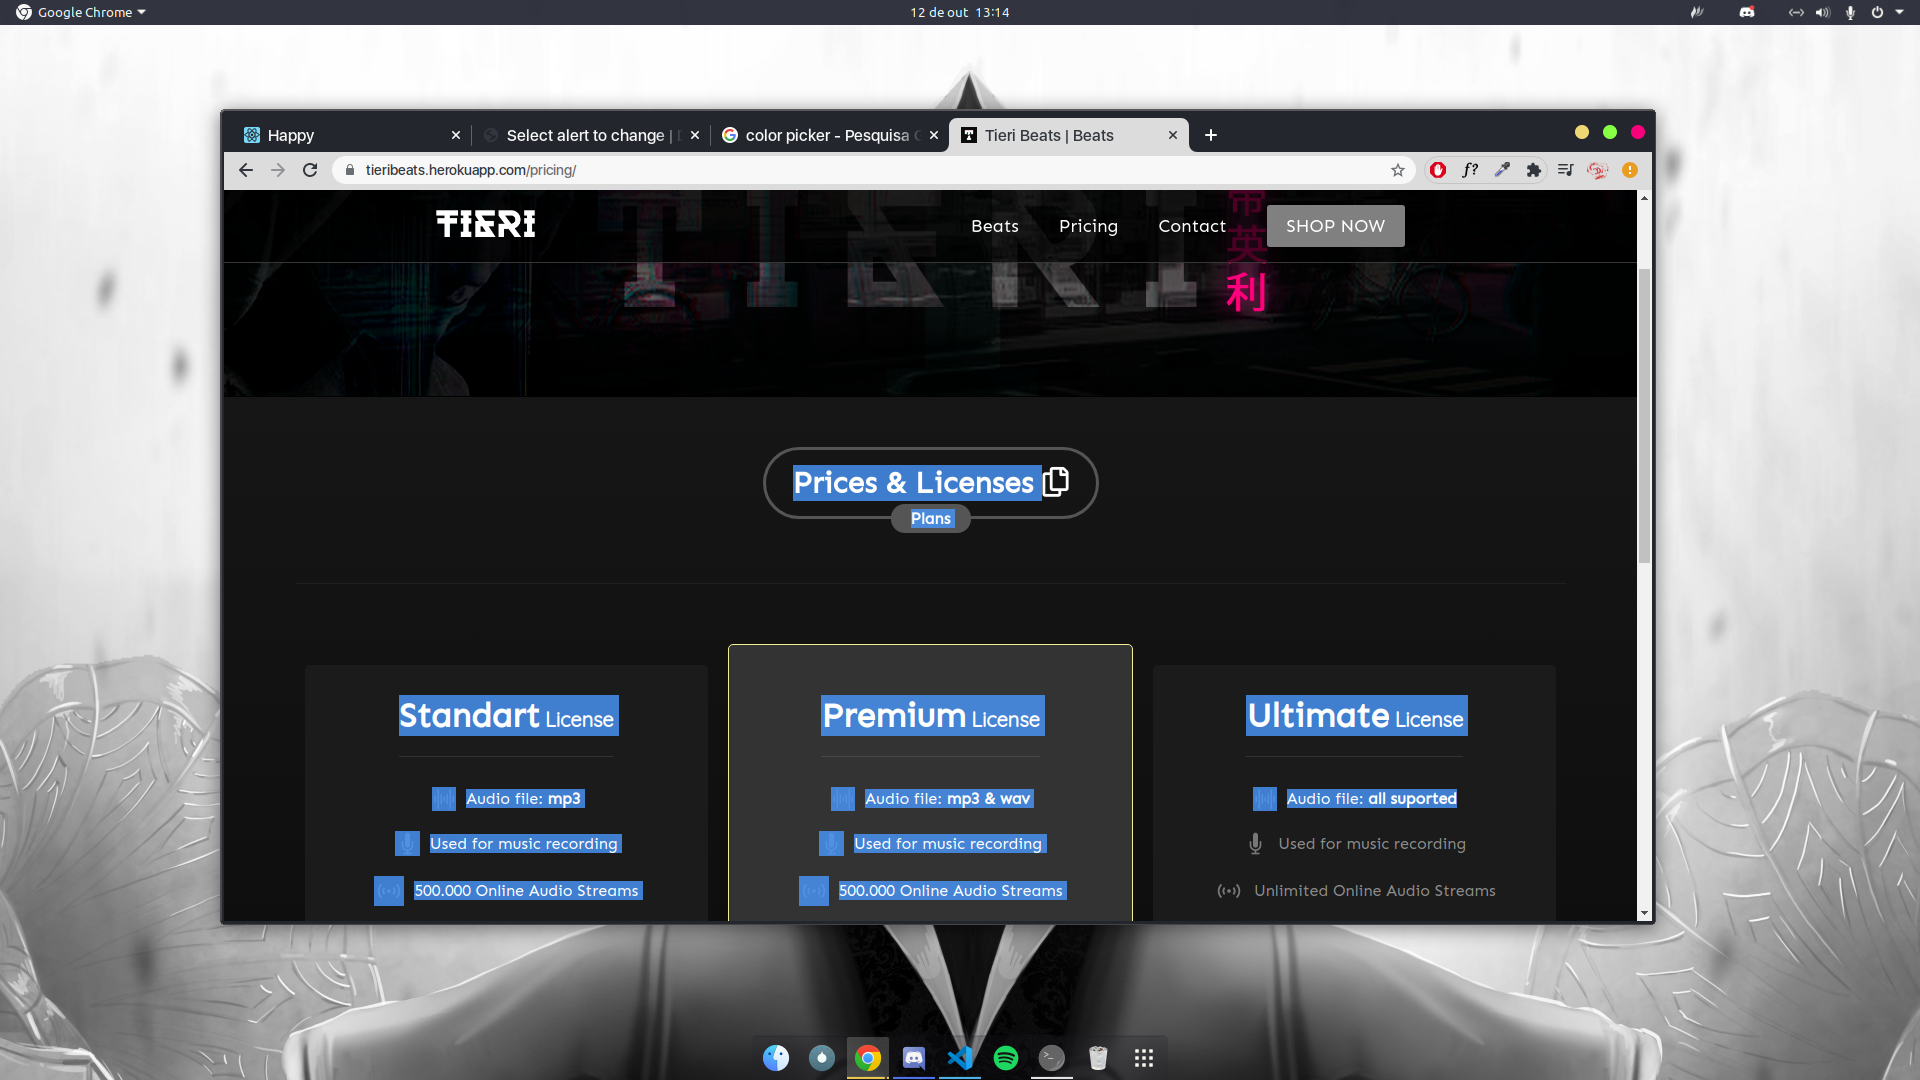 Google Chrome
12 de out 13:14
Happy
Select alert to change |
color picker - Pesquisa
Tieri Beats | Beats
tieribeats.herokuapp.com/pricing/
f?
TIERI
Beats
Pricing
Contact
SHOP NOW
TIERI
帝
英
利
Prices & Licenses
Plans
Standart License
Audio file: mp3
Used for music recording
500.000 Online Audio Streams
Premium License
Audio file: mp3 & wav
Used for music recording
500.000 Online Audio Streams
Ultimate License
Audio file: all suported
Used for music recording
Unlimited Online Audio Streams